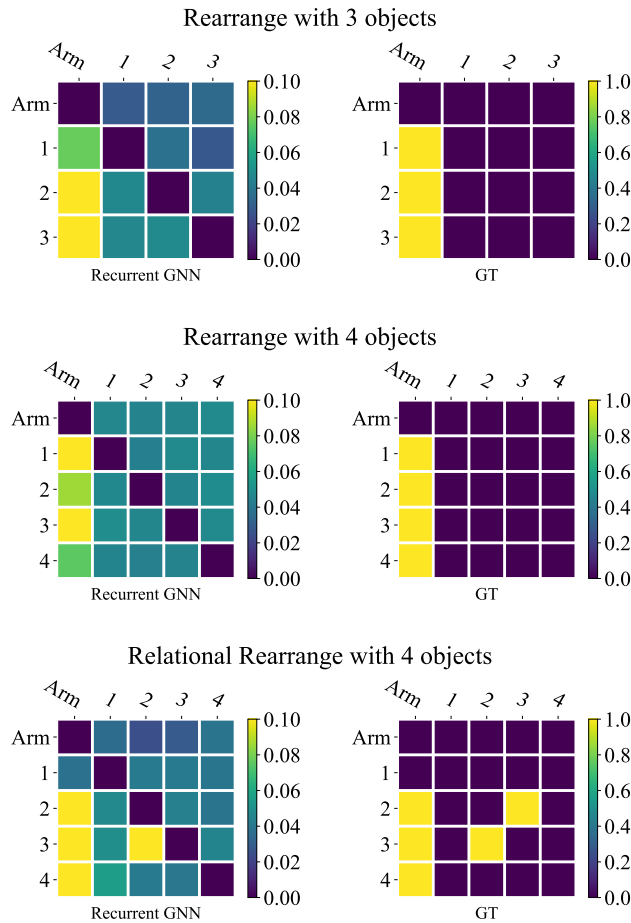 Rearrange with 3 objects
Arm 1 2 3
Arm
1
2
3
0.10
0.08
0.06
0.04
0.02
0.00
Recurrent GNN
Arm 1 2 3
Arm
1
2
3
1.0
0.8
0.6
0.4
0.2
0.0
GT
Rearrange with 4 objects
Arm 1 2 3 4
Arm
1
2
3
4
0.10
0.08
0.06
0.04
0.02
0.00
Recurrent GNN
Arm 1 2 3 4
Arm
1
2
3
4
1.0
0.8
0.6
0.4
0.2
0.0
GT
Relational Rearrange with 4 objects
Arm 1 2 3 4
Arm
1
2
3
4
0.10
0.08
0.06
0.04
0.02
0.00
Recurrent GNN
Arm 1 2 3 4
Arm
1
2
3
4
1.0
0.8
0.6
0.4
0.2
0.0
GT